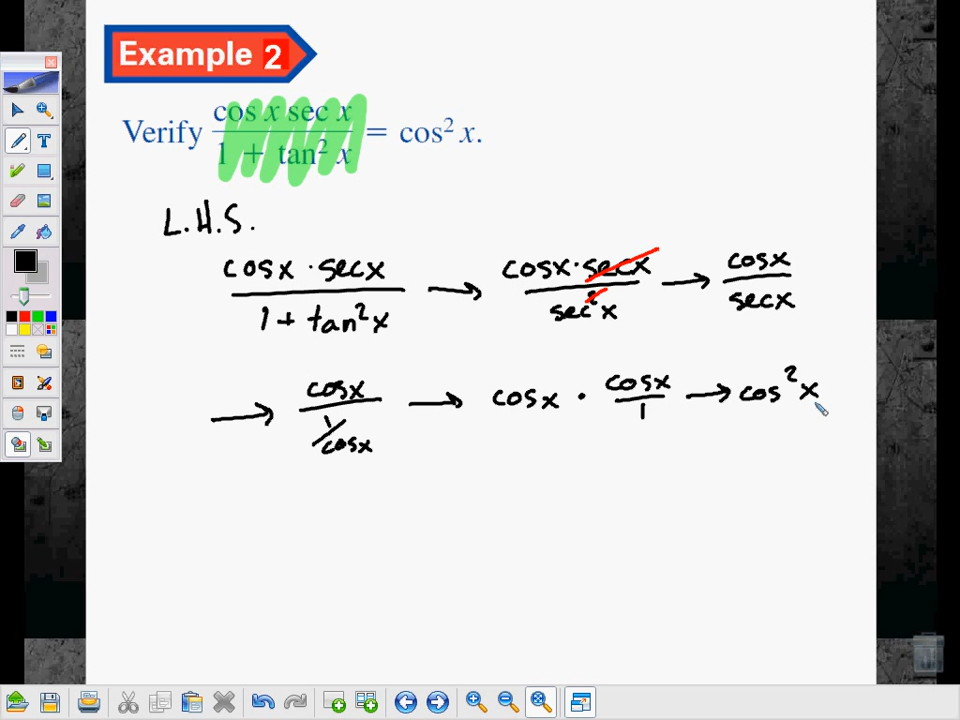 Example 2
Verify cos x sec x / 1 + tan² x = cos² x.
L.H.S.
cosx · secx / 1 + tan²x → cosx · secx / sec²x → cosx / secx
→ cosx / 1/cosx → cosx · cosx / 1 → cos²x
T